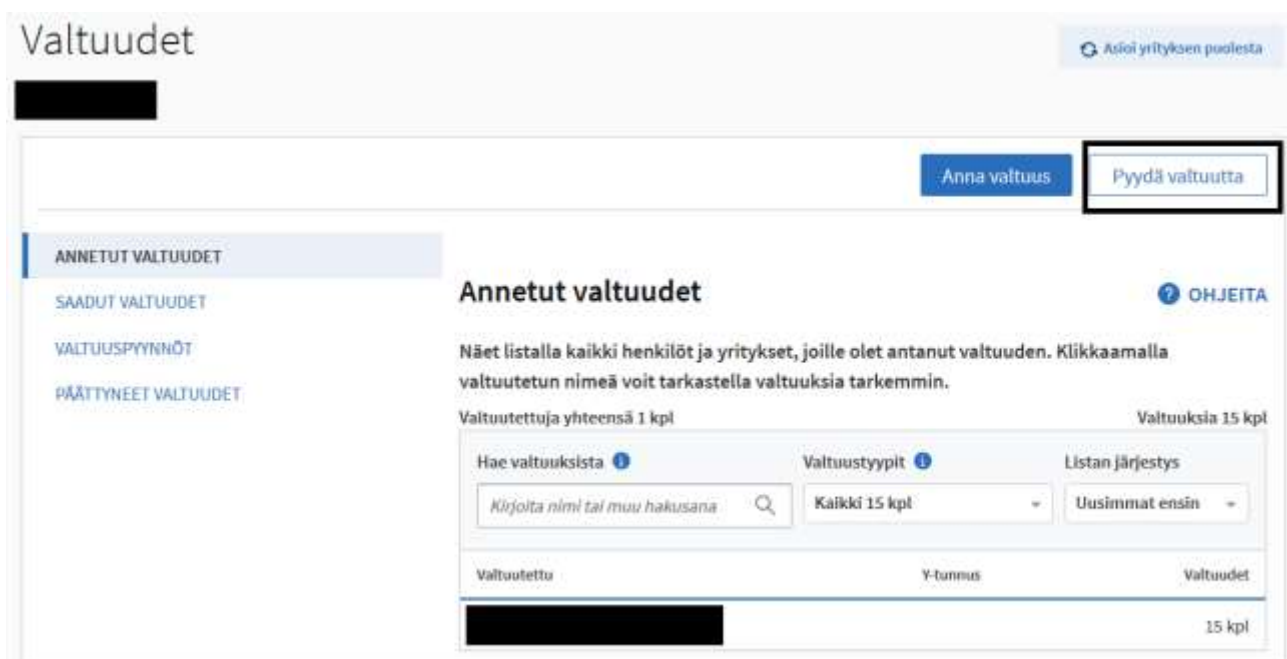 Valtuudet
Asioi yrityksen puolesta
Anna valtuus
Pyydä valtuutta
ANNETUT VALTUUDET
SAADUT VALTUUDET
VALTUUSPYYNNÖT
PÄÄTTYNEET VALTUUDET
Annetut valtuudet
OHJEITA
Näet listalla kaikki henkilöt ja yritykset, joille olet antanut valtuuden. Klikkaamalla
valtuutetun nimeä voit tarkastella valtuuksia tarkemmin.
Valtuutettuja yhteensä 1 kpl
Valtuuksia 15 kpl
Hae valtuuksista
Valtuustyypit
Listan järjestys
Kirjoita nimi tai muu hakusana
Kaikki 15 kpl
Uusimmat ensin
Valtuutettu
Y-tunnus
Valtuudet
15 kpl